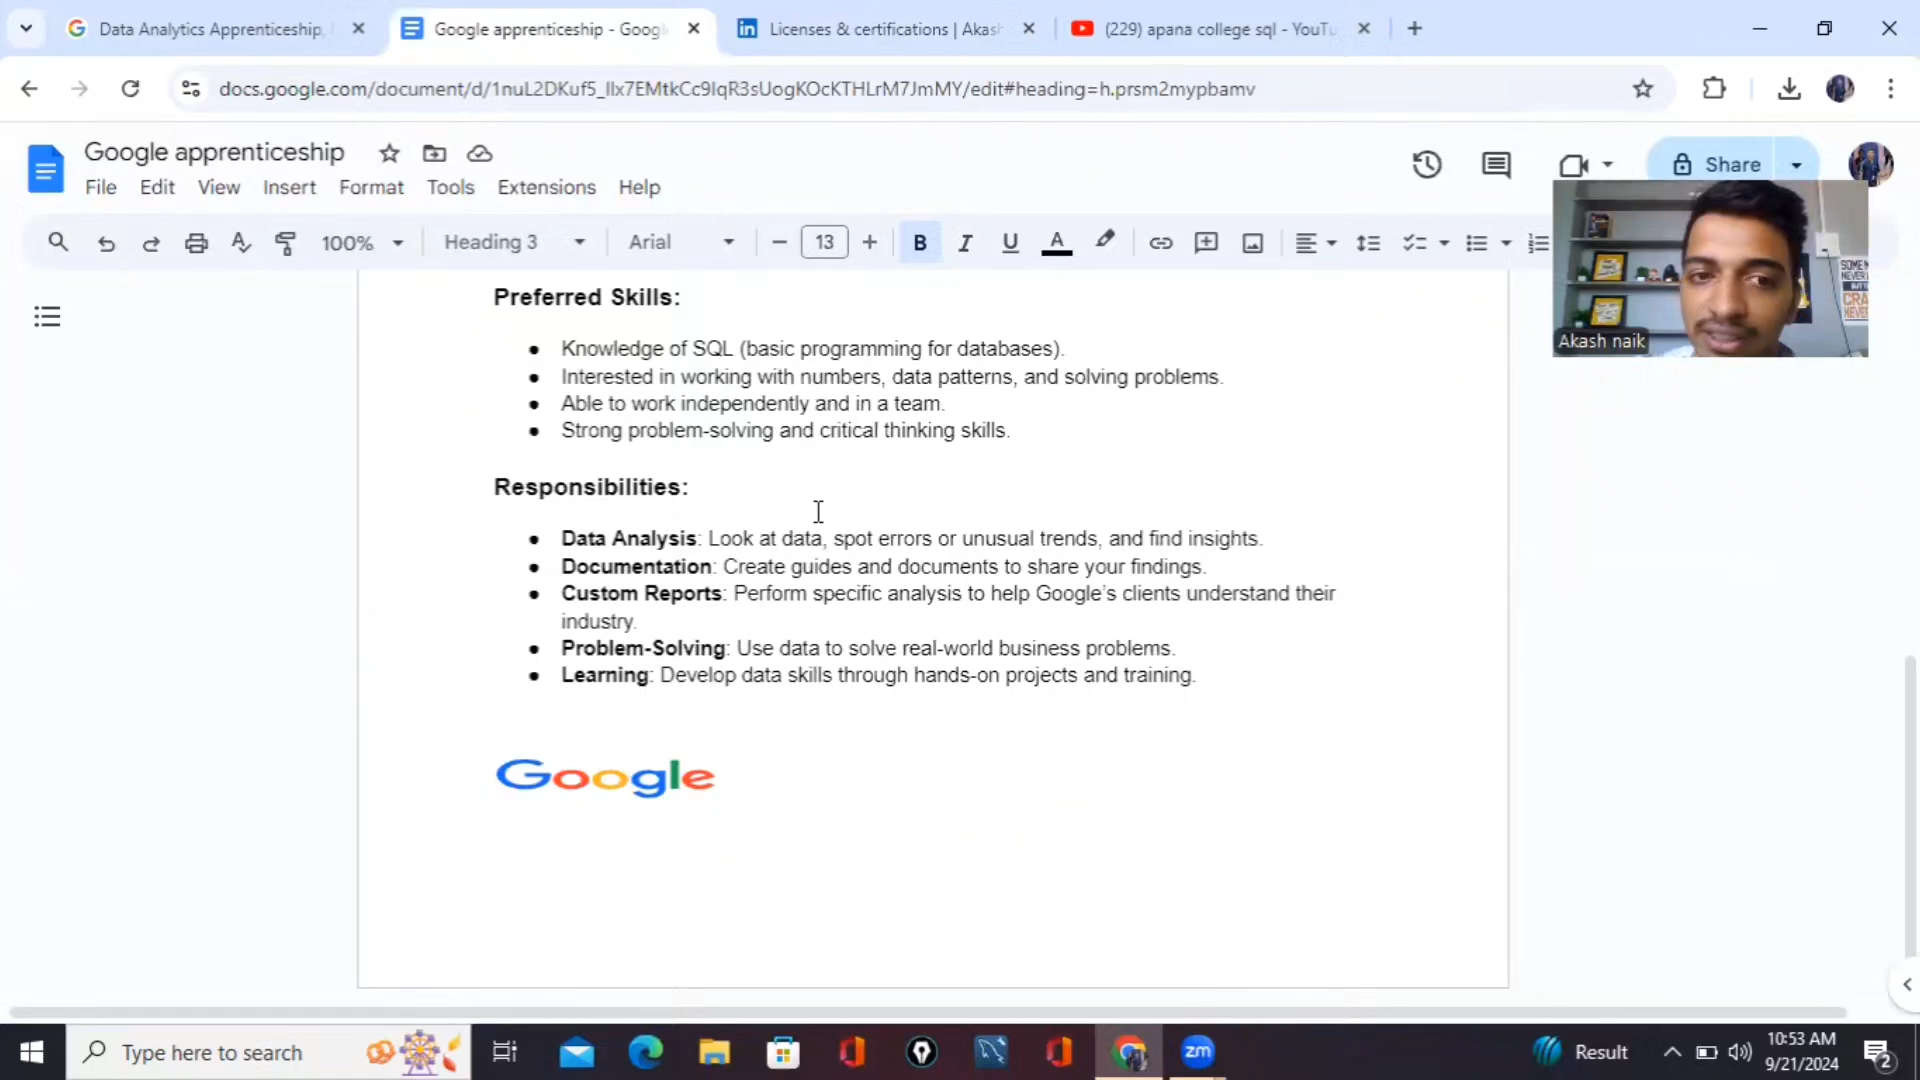 Data Analytics Apprenticeship,
Google apprenticeship - Googl
Licenses & certifications | Akash
(229) apana college sql - YouTu
docs.google.com/document/d/1nuL2DKuf5_Ilx7EMtkCc9IqR3sUogKOcKTHLrM7JmMY/edit#heading=h.prsm2mypbamv
Google apprenticeship
Share
File Edit View Insert Format Tools Extensions Help
100% Heading 3 Arial 13 B I U A
SOME
NEVER
CRA
NEVER
Akash naik
Preferred Skills:
● Knowledge of SQL (basic programming for databases).
● Interested in working with numbers, data patterns, and solving problems.
● Able to work independently and in a team.
● Strong problem-solving and critical thinking skills.
Responsibilities:
● Data Analysis: Look at data, spot errors or unusual trends, and find insights.
● Documentation: Create guides and documents to share your findings.
● Custom Reports: Perform specific analysis to help Google’s clients understand their
industry.
● Problem-Solving: Use data to solve real-world business problems.
● Learning: Develop data skills through hands-on projects and training.
Google
Type here to search
zm
Result
10:53 AM
9/21/2024
2